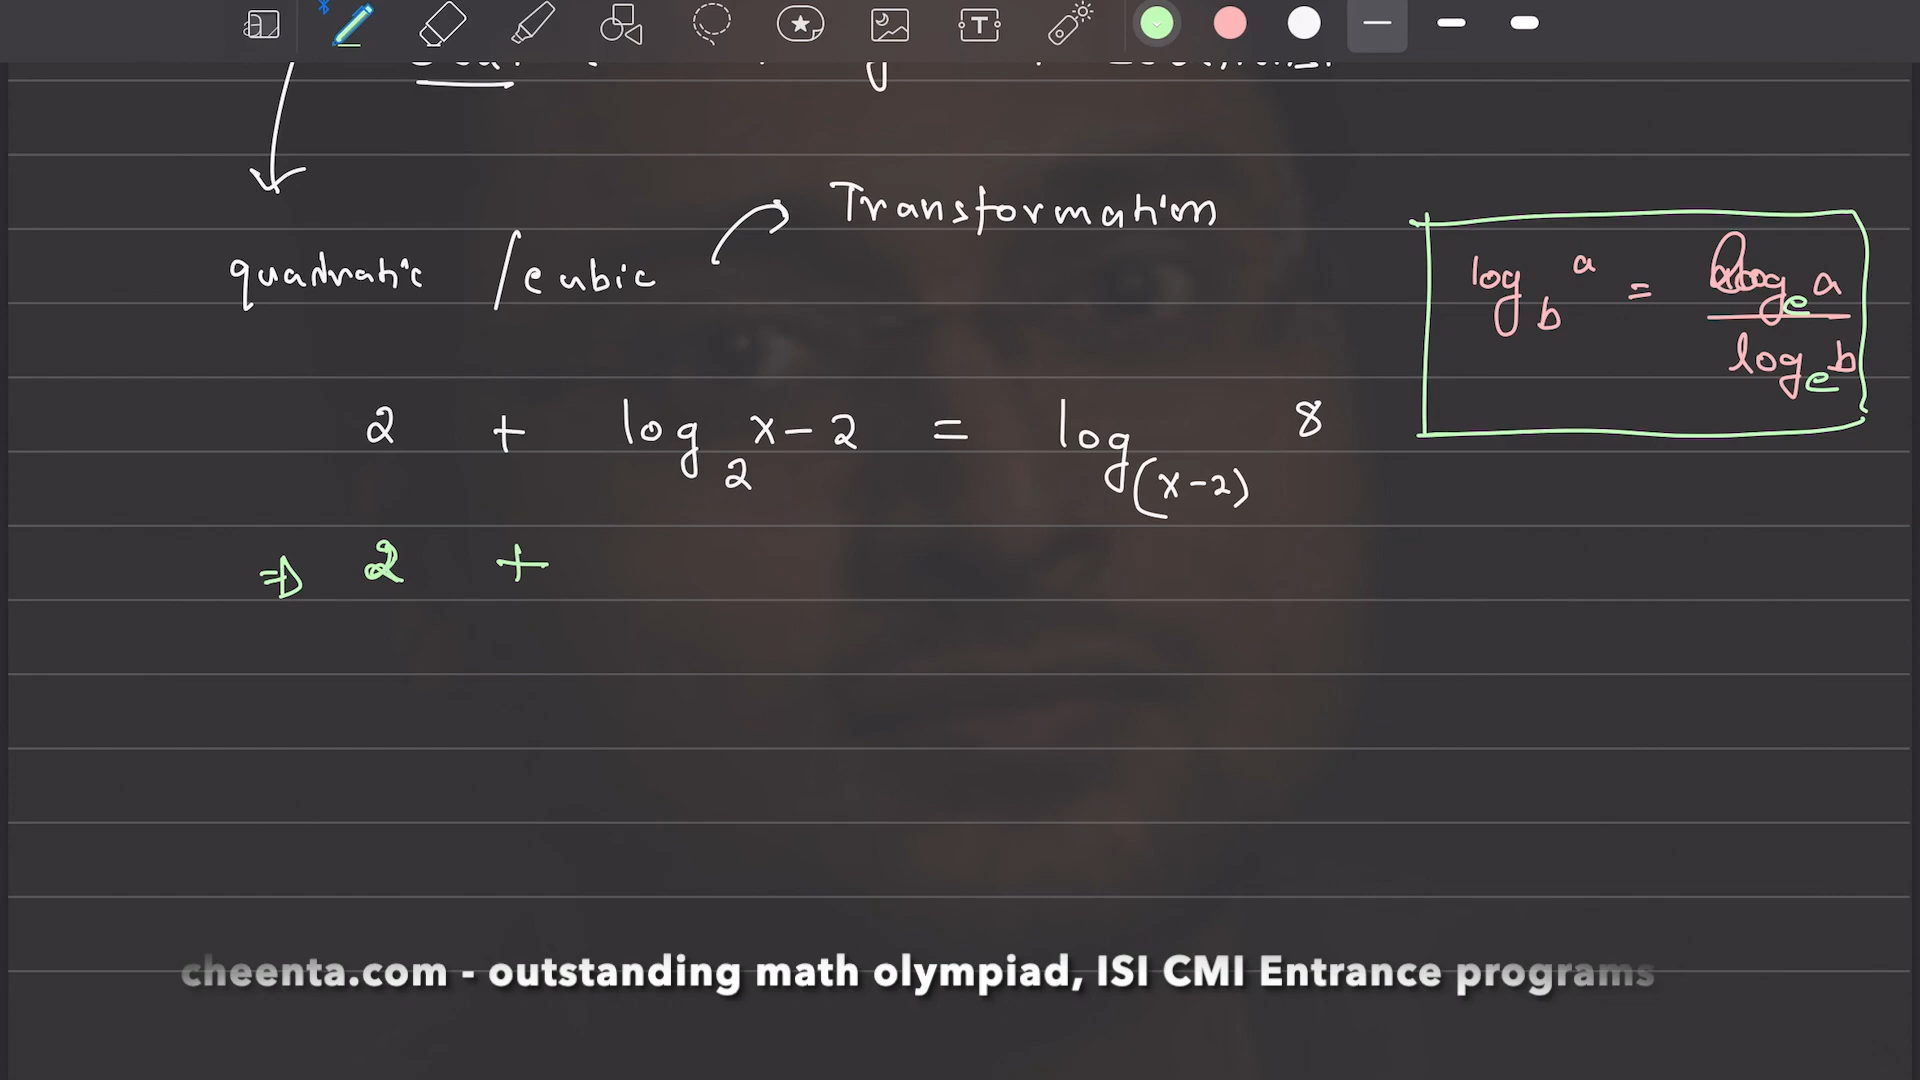 Transformation
quadratic / cubic
log_b a = log_e a / log_e b
2 + log_2 x-2 = log_(x-2) 8
⇒ 2 +
cheenta.com - outstanding math olympiad, ISI CMI Entrance programs